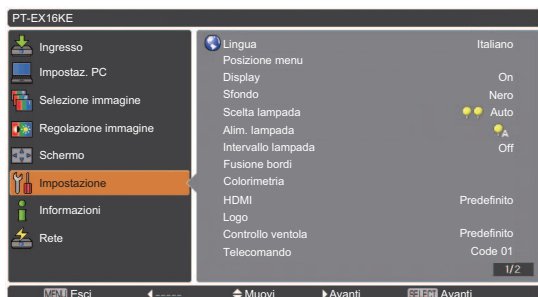 PT-EX16KE
Ingresso
Impostaz. PC
Selezione immagine
Regolazione immagine
Schermo
Impostazione
Informazioni
Rete
Lingua Italiano
Posizione menu
Display On
Sfondo Nero
Scelta lampada Auto
Alim. lampada A
Intervallo lampada Off
Fusione bordi
Colorimetria
HDMI Predefinito
Logo
Controllo ventola Predefinito
Telecomando Code 01
1/2
MENU Esci ----- Muovi Avanti SELECT Avanti